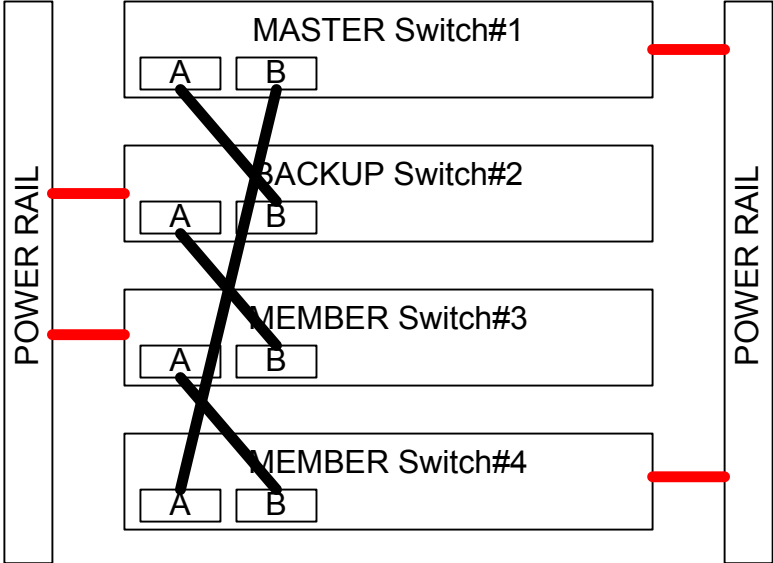 MASTER Switch#1
A B
BACKUP Switch#2
A B
MEMBER Switch#3
A B
MEMBER Switch#4
A B
POWER RAIL
POWER RAIL